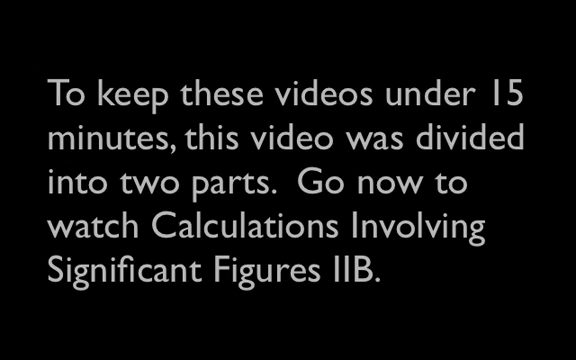 To keep these videos under 15
minutes, this video was divided
into two parts.  Go now to
watch Calculations Involving
Significant Figures IIB.